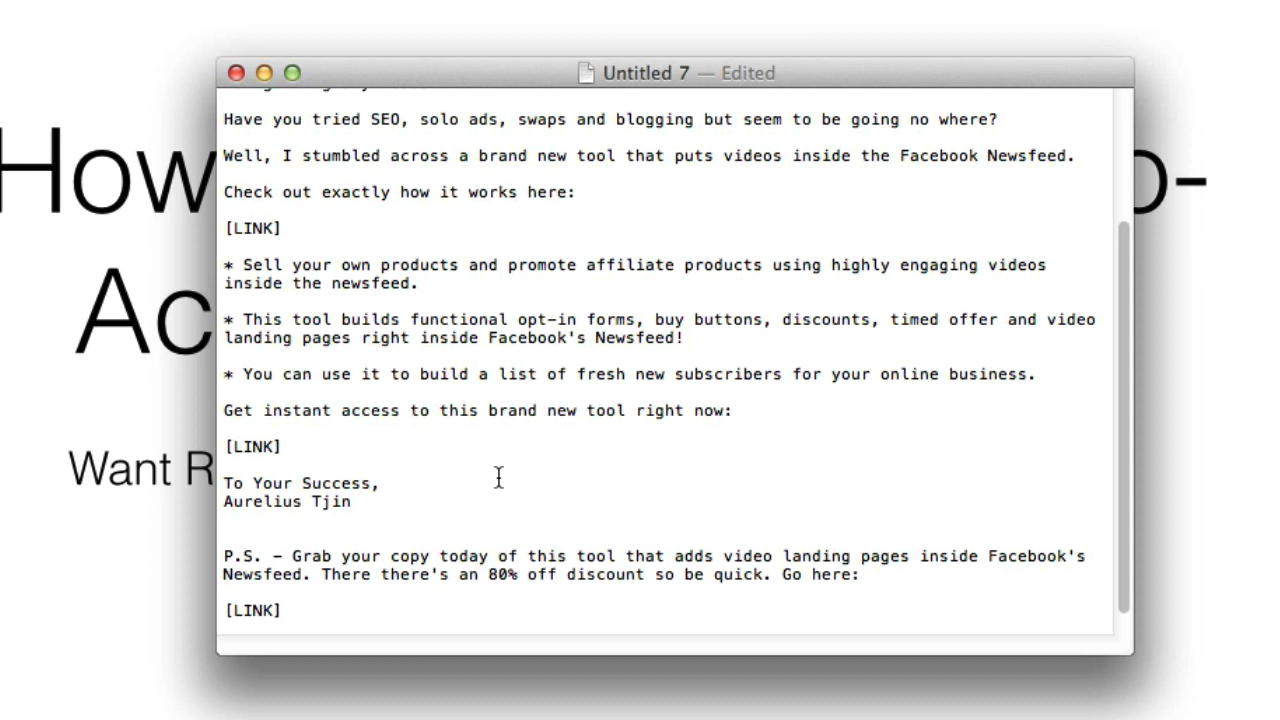 Untitled 7 — Edited
Have you tried SEO, solo ads, swaps and blogging but seem to be going no where?
Well, I stumbled across a brand new tool that puts videos inside the Facebook Newsfeed.
Check out exactly how it works here:
[LINK]
* Sell your own products and promote affiliate products using highly engaging videos
inside the newsfeed.
* This tool builds functional opt-in forms, buy buttons, discounts, timed offer and video
landing pages right inside Facebook's Newsfeed!
* You can use it to build a list of fresh new subscribers for your online business.
Get instant access to this brand new tool right now:
[LINK]
To Your Success,
Aurelius Tjin
P.S. - Grab your copy today of this tool that adds video landing pages inside Facebook's
Newsfeed. There there's an 80% off discount so be quick. Go here:
[LINK]
How
Ac
Want R